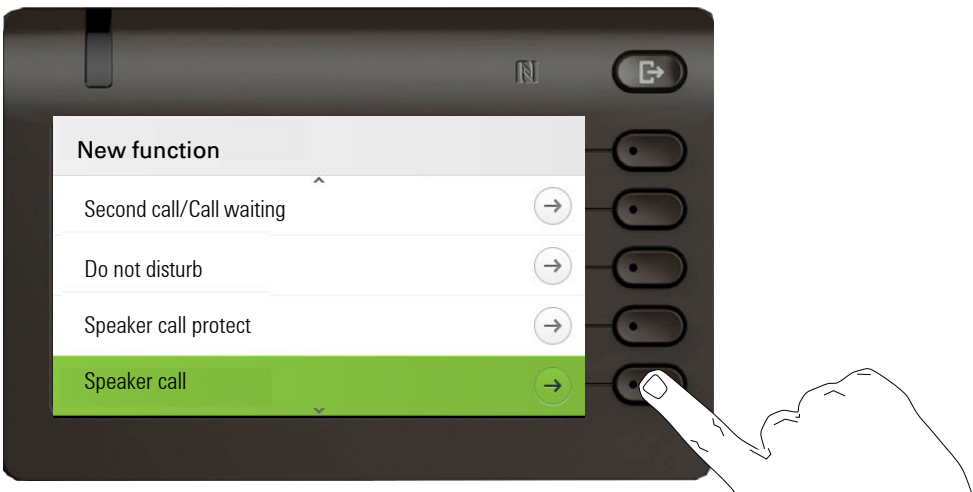 New function
Second call/Call waiting
Do not disturb
Speaker call protect
Speaker call